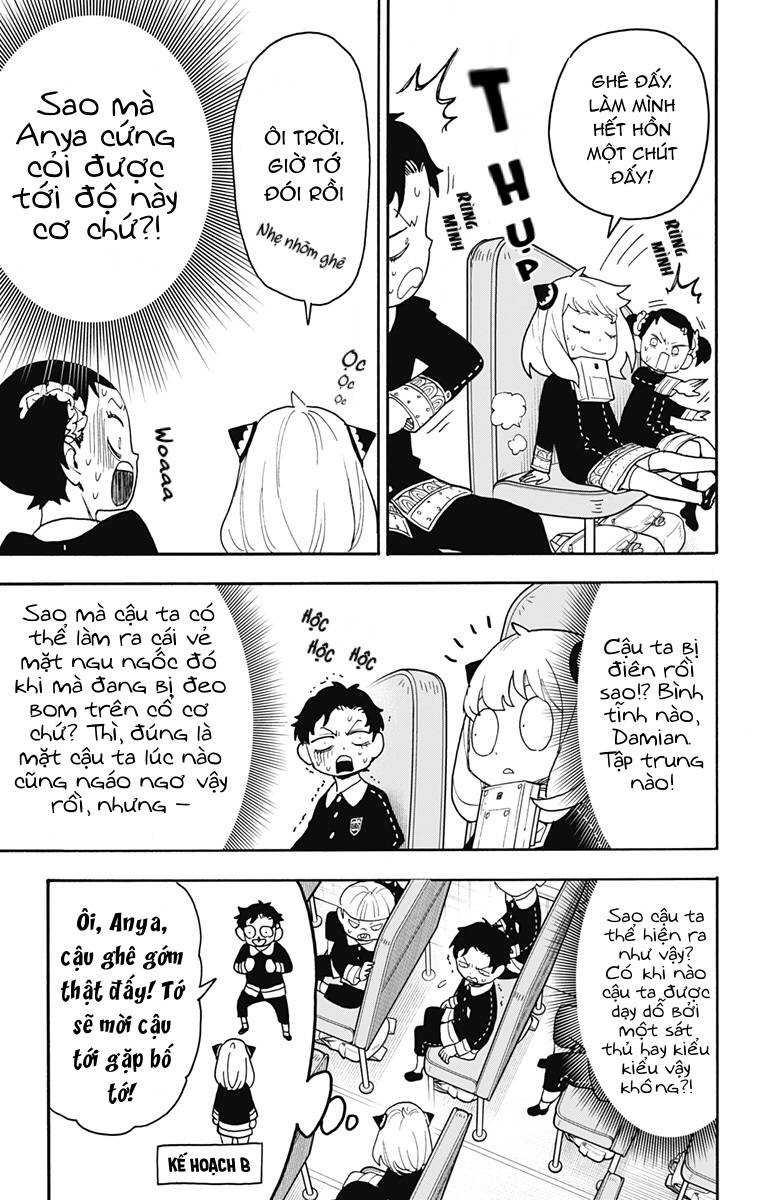 GHÊ ĐẤY.
LÀM MÌNH
HẾT HỒN
MỘT CHÚT
ĐẤY!
THỤP
RÙNG
MÌNH
RÙNG
MÌNH
ÔI TRỜI.
GIỜ TỚ
ĐÓI RỒI
Nhẹ nhõm ghê
Ọc
Ọc
Ọc
Sao mà
Anya cứng
cỏi được
tới độ này
cơ chứ?!
Woaaa
Cậu ta bị
điên rồi
sao!? Bình
tĩnh nào,
Damian.
Tập trung
nào!
HỘC
HỘC
HỘC
Sao mà cậu ta có
thể làm ra cái vẻ
mặt ngu ngốc đó
khi mà đang bị đeo
bom trên cổ cơ
chứ? Thì, đúng là
mặt cậu ta lúc nào
cũng ngáo ngơ vậy
rồi, nhưng –
Sao cậu ta
thể hiện ra
như vậy?
Có khi nào
cậu ta được
dạy dỗ bởi
một sát
thủ hay kiểu
kiểu vậy
không?!
Ôi, Anya,
cậu ghê gớm
thật đấy! Tớ
sẽ mời cậu
tới gặp bố
tớ!
KẾ HOẠCH B